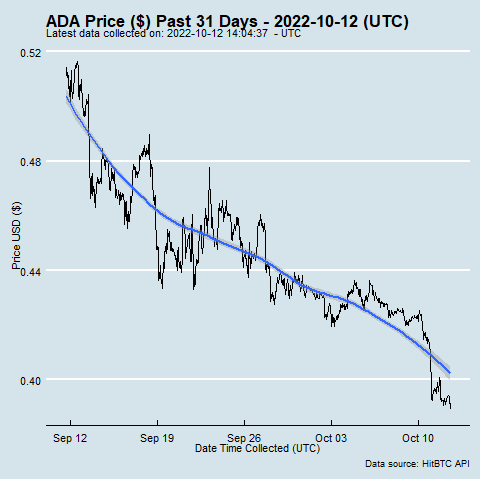 ADA Price ($) Past 31 Days - 2022-10-12 (UTC)
Latest data collected on: 2022-10-12 14:04:37 - UTC
0.52
0.48
0.44
0.40
Price USD ($)
Sep 12
Sep 19
Sep 26
Oct 03
Oct 10
Date Time Collected (UTC)
Data source: HitBTC API